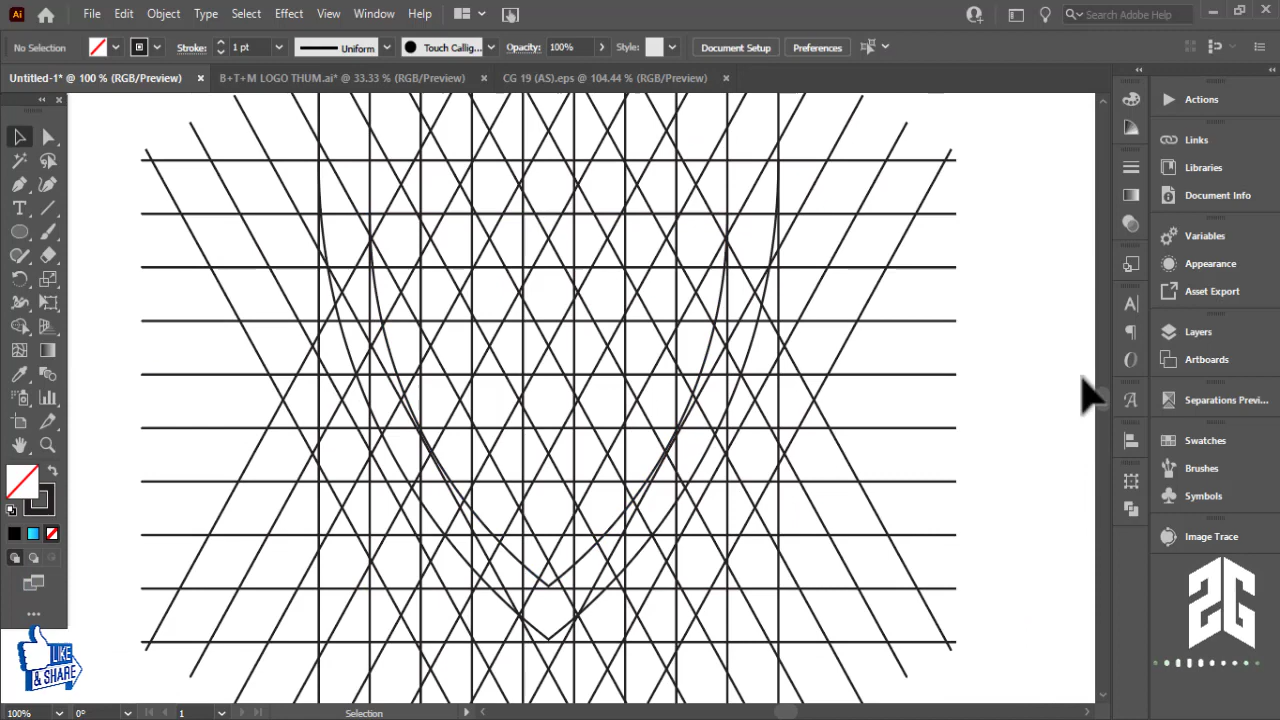 Ai File Edit Object Type Select Effect View Window Help Search Adobe Help
No Selection Stroke: 1 pt Uniform Touch Callig... Opacity: 100% Style: Document Setup Preferences
Untitled-1* @ 100 % (RGB/Preview) B+T+M LOGO THUM.ai* @ 33.33 % (RGB/Preview) CG 19 (AS).eps @ 104.44 % (RGB/Preview)
Actions
Links
Libraries
Document Info
Variables
Appearance
Asset Export
Layers
Artboards
Separations Previ...
Swatches
Brushes
Symbols
Image Trace
2G
LIKE
& SHARE
100% 0° 1 Selection